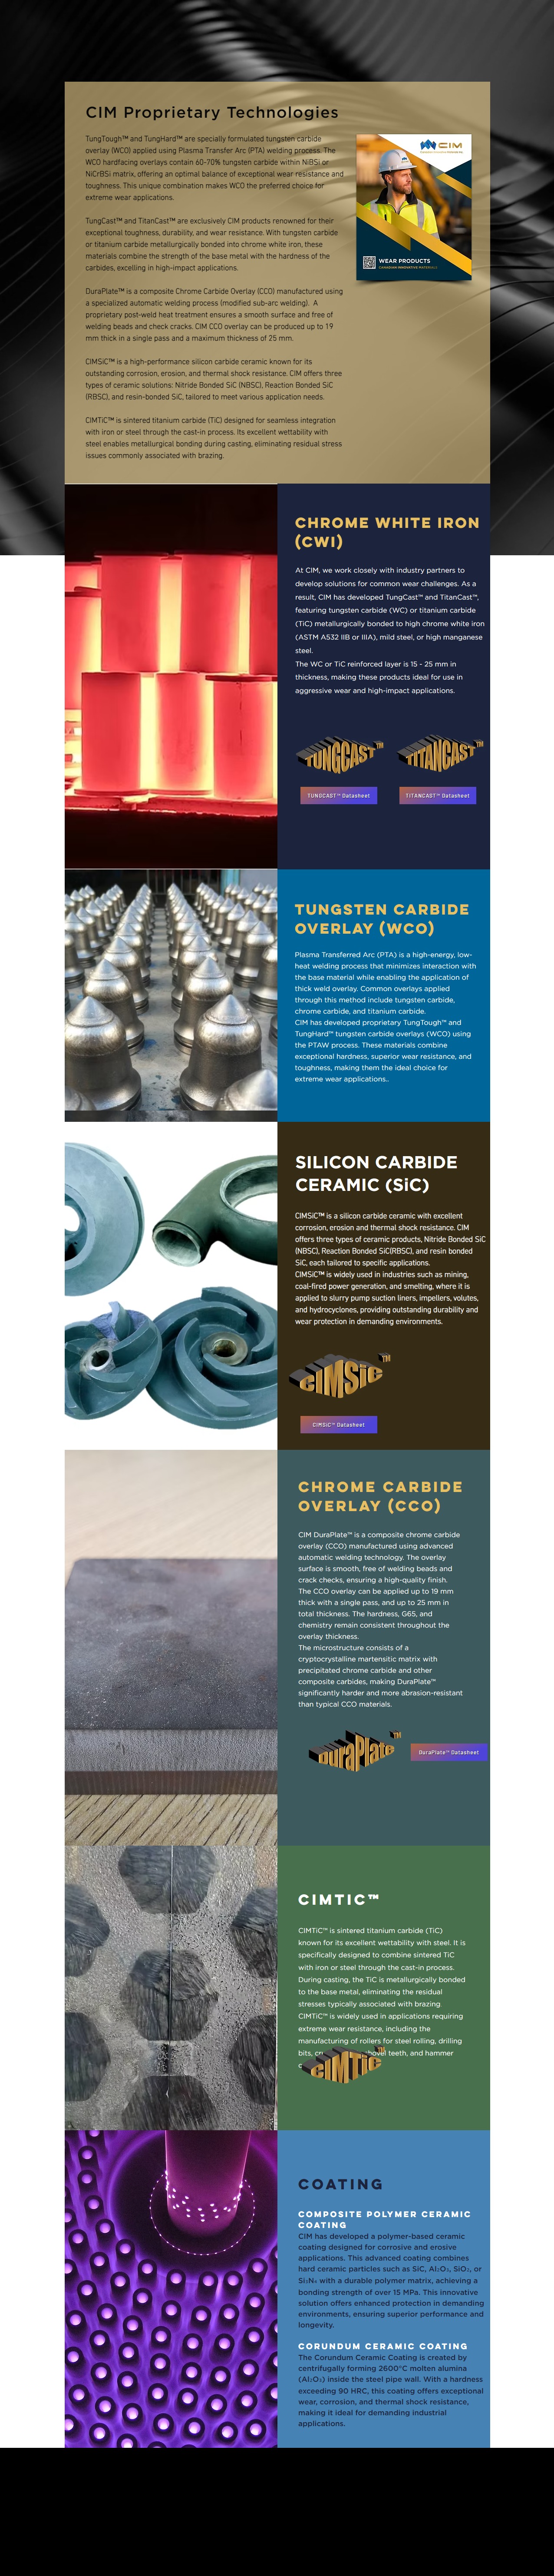 CIM Proprietary Technologies
TungTough™ and TungHard™ are specially formulated tungsten carbide
overlay (WCO) applied using Plasma Transfer Arc (PTA) welding process. The
WCO hardfacing overlays contain 60-70% tungsten carbide within NiBSi or
NiCrBSi matrix, offering an optimal balance of exceptional wear resistance and
toughness. This unique combination makes WCO the preferred choice for
extreme wear applications.
TungCast™ and TitanCast™ are exclusively CIM products renowned for their
exceptional toughness, durability, and wear resistance. With tungsten carbide
or titanium carbide metallurgically bonded into chrome white iron, these
materials combine the strength of the base metal with the hardness of the
carbides, excelling in high-impact applications.
DuraPlate™ is a composite Chrome Carbide Overlay (CCO) manufactured using
a specialized automatic welding process (modified sub-arc welding). A
proprietary post-weld heat treatment ensures a smooth surface and free of
welding beads and check cracks. CIM CCO overlay can be produced up to 19
mm thick in a single pass and a maximum thickness of 25 mm.
CIMSiC™ is a high-performance silicon carbide ceramic known for its
outstanding corrosion, erosion, and thermal shock resistance. CIM offers three
types of ceramic solutions: Nitride Bonded SiC (NBSC), Reaction Bonded SiC
(RBSC), and resin-bonded SiC, tailored to meet various application needs.
CIMTiC™ is sintered titanium carbide (TiC) designed for seamless integration
with iron or steel through the cast-in process. Its excellent wettability with
steel enables metallurgical bonding during casting, eliminating residual stress
issues commonly associated with brazing.
CIM
WEAR PRODUCTS
CANADIAN INNOVATIVE MATERIALS
CHROME WHITE IRON
(CWI)
At CIM, we work closely with industry partners to
develop solutions for common wear challenges. As a
result, CIM has developed TungCast™ and TitanCast™,
featuring tungsten carbide (WC) or titanium carbide
(TiC) metallurgically bonded to high chrome white iron
(ASTM A532 IIB or IIIA), mild steel, or high manganese
steel.
The WC or TiC reinforced layer is 15 - 25 mm in
thickness, making these products ideal for use in
aggressive wear and high-impact applications.
TUNGCAST™ TITANCAST™
TUNGCAST™ Datasheet TITANCAST™ Datasheet
TUNGSTEN CARBIDE
OVERLAY (WCO)
Plasma Transferred Arc (PTA) is a high-energy, low-
heat welding process that minimizes interaction with
the base material while enabling the application of
thick weld overlay. Common overlays applied
through this method include tungsten carbide,
chrome carbide, and titanium carbide.
CIM has developed proprietary TungTough™ and
TungHard™ tungsten carbide overlays (WCO) using
the PTAW process. These materials combine
exceptional hardness, superior wear resistance, and
toughness, making them the ideal choice for
extreme wear applications..
SILICON CARBIDE
CERAMIC (SiC)
CIMSiC™ is a silicon carbide ceramic with excellent
corrosion, erosion and thermal shock resistance. CIM
offers three types of ceramic products, Nitride Bonded SiC
(NBSC), Reaction Bonded SiC(RBSC), and resin bonded
SiC, each tailored to specific applications.
CIMSiC™ is widely used in industries such as mining,
coal-fired power generation, and smelting, where it is
applied to slurry pump suction liners, impellers, volutes,
and hydrocyclones, providing outstanding durability and
wear protection in demanding environments.
CIMSiC™
CIMSiC™ Datasheet
CHROME CARBIDE
OVERLAY (CCO)
CIM DuraPlate™ is a composite chrome carbide
overlay (CCO) manufactured using advanced
automatic welding technology. The overlay
surface is smooth, free of welding beads and
crack checks, ensuring a high-quality finish.
The CCO overlay can be applied up to 19 mm
thick with a single pass, and up to 25 mm in
total thickness. The hardness, G65, and
chemistry remain consistent throughout the
overlay thickness.
The microstructure consists of a
cryptocrystalline martensitic matrix with
precipitated chrome carbide and other
composite carbides, making DuraPlate™
significantly harder and more abrasion-resistant
than typical CCO materials.
DuraPlate™
DuraPlate™ Datasheet
CIMTIC™
CIMTiC™ is sintered titanium carbide (TiC)
known for its excellent wettability with steel. It is
specifically designed to combine sintered TiC
with iron or steel through the cast-in process.
During casting, the TiC is metallurgically bonded
to the base metal, eliminating the residual
stresses typically associated with brazing
CIMTiC™ is widely used in applications requiring
extreme wear resistance, including the
manufacturing of rollers for steel rolling, drilling
bits, teeth, and hammer
CIMTiC™
COATING
COMPOSITE POLYMER CERAMIC
COATING
CIM has developed a polymer-based ceramic
coating designed for corrosive and erosive
applications. This advanced coating combines
hard ceramic particles such as SiC, Al₂O₃, SiO₂, or
Si₃N₄ with a durable polymer matrix, achieving a
bonding strength of over 15 MPa. This innovative
solution offers enhanced protection in demanding
environments, ensuring superior performance and
longevity.
CORUNDUM CERAMIC COATING
The Corundum Ceramic Coating is created by
centrifugally forming 2600°C molten alumina
(Al₂O₃) inside the steel pipe wall. With a hardness
exceeding 90 HRC, this coating offers exceptional
wear, corrosion, and thermal shock resistance,
making it ideal for demanding industrial
applications.